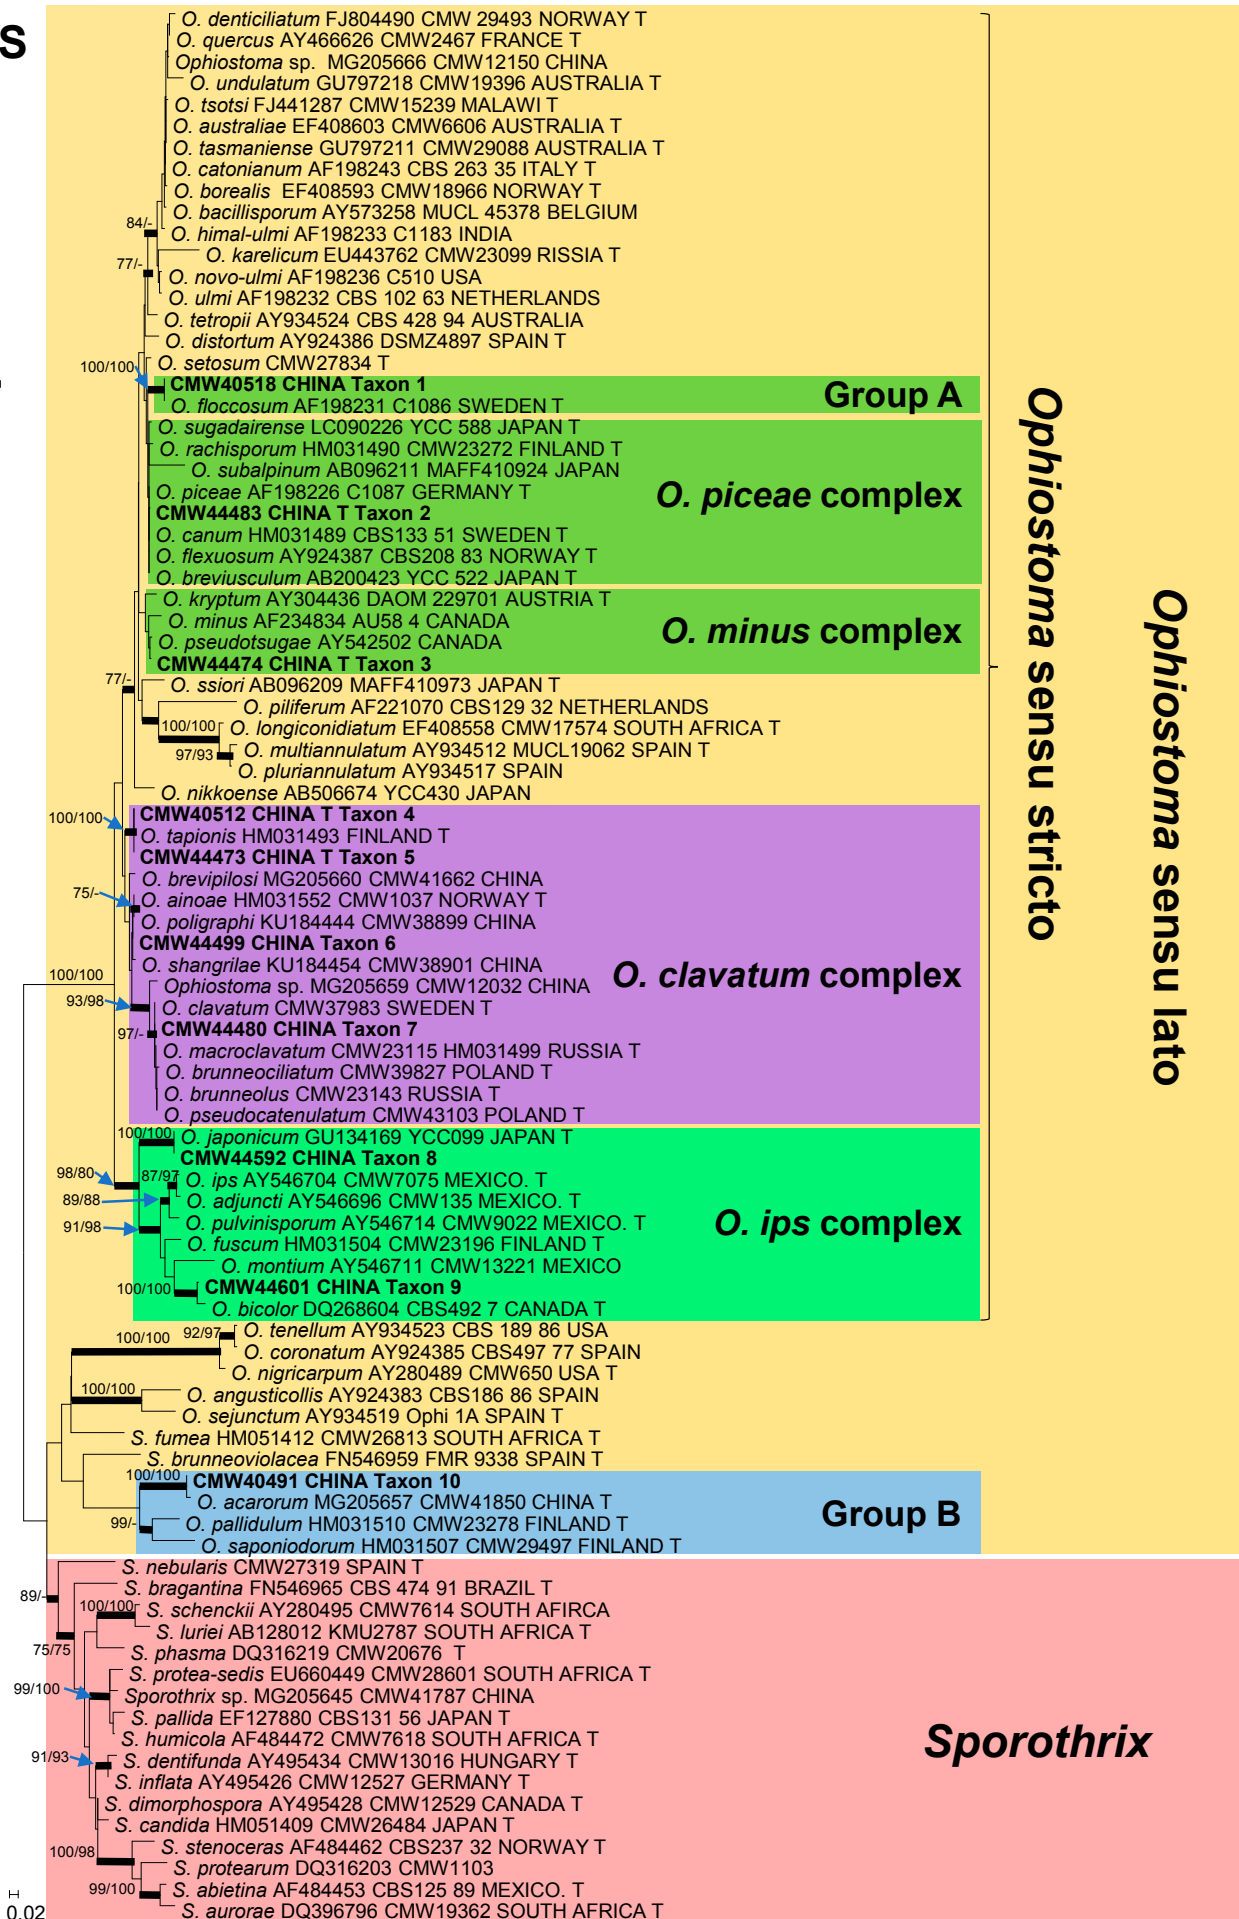 S
O. denticiliatum FJ804490 CMW 29493 NORWAY T
O. quercus AY466626 CMW2467 FRANCE T
Ophiostoma sp. MG205666 CMW12150 CHINA
O. undulatum GU797218 CMW19396 AUSTRALIA T
O. tsotsi FJ441287 CMW15239 MALAWI T
O. australiae EF408603 CMW6606 AUSTRALIA T
O. tasmaniense GU797211 CMW29088 AUSTRALIA T
O. catonianum AF198243 CBS 263 35 ITALY T
O. borealis EF408593 CMW18966 NORWAY T
O. bacillisporum AY573258 MUCL 45378 BELGIUM
84/-
O. himal-ulmi AF198233 C1183 INDIA
O. karelicum EU443762 CMW23099 RISSIA T
77/-
O. novo-ulmi AF198236 C510 USA
O. ulmi AF198232 CBS 102 63 NETHERLANDS
O. tetropii AY934524 CBS 428 94 AUSTRALIA
O. distortum AY924386 DSMZ4897 SPAIN T
O. setosum CMW27834 T
100/100
CMW40518 CHINA Taxon 1
O. floccosum AF198231 C1086 SWEDEN T
Group A
O. sugadairense LC090226 YCC 588 JAPAN T
O. rachisporum HM031490 CMW23272 FINLAND T
O. subalpinum AB096211 MAFF410924 JAPAN
O. piceae AF198226 C1087 GERMANY T
O. piceae complex
CMW44483 CHINA T Taxon 2
O. canum HM031489 CBS133 51 SWEDEN T
O. flexuosum AY924387 CBS208 83 NORWAY T
O. breviusculum AB200423 YCC 522 JAPAN T
O. kryptum AY304436 DAOM 229701 AUSTRIA T
O. minus AF234834 AU58 4 CANADA
O. pseudotsugae AY542502 CANADA
O. minus complex
CMW44474 CHINA T Taxon 3
77/-
O. ssiori AB096209 MAFF410973 JAPAN T
O. piliferum AF221070 CBS129 32 NETHERLANDS
100/100
O. longiconidiatum EF408558 CMW17574 SOUTH AFRICA T
97/93
O. multiannulatum AY934512 MUCL19062 SPAIN T
O. pluriannulatum AY934517 SPAIN
O. nikkoense AB506674 YCC430 JAPAN
100/100
CMW40512 CHINA T Taxon 4
O. tapionis HM031493 FINLAND T
CMW44473 CHINA T Taxon 5
O. brevipilosi MG205660 CMW41662 CHINA
75/-
O. ainoae HM031552 CMW1037 NORWAY T
O. poligraphi KU184444 CMW38899 CHINA
CMW44499 CHINA Taxon 6
O. shangrilae KU184454 CMW38901 CHINA
100/100
O. clavatum complex
Ophiostoma sp. MG205659 CMW12032 CHINA
93/98
O. clavatum CMW37983 SWEDEN T
97/-
CMW44480 CHINA Taxon 7
O. macroclavatum CMW23115 HM031499 RUSSIA T
O. brunneociliatum CMW39827 POLAND T
O. brunneolus CMW23143 RUSSIA T
O. pseudocatenulatum CMW43103 POLAND T
100/100
O. japonicum GU134169 YCC099 JAPAN T
CMW44592 CHINA Taxon 8
98/80
87/97
O. ips AY546704 CMW7075 MEXICO. T
89/88
O. adjuncti AY546696 CMW135 MEXICO. T
91/98
O. pulvinisporum AY546714 CMW9022 MEXICO. T
O. ips complex
O. fuscum HM031504 CMW23196 FINLAND T
O. montium AY546711 CMW13221 MEXICO
100/100
CMW44601 CHINA Taxon 9
O. bicolor DQ268604 CBS492 7 CANADA T
Ophiostoma sensu stricto
Ophiostoma sensu lato
92/97
O. tenellum AY934523 CBS 189 86 USA
100/100
O. coronatum AY924385 CBS497 77 SPAIN
O. nigricarpum AY280489 CMW650 USA T
100/100
O. angusticollis AY924383 CBS186 86 SPAIN
O. sejunctum AY934519 Ophi 1A SPAIN T
S. fumea HM051412 CMW26813 SOUTH AFRICA T
S. brunneoviolacea FN546959 FMR 9338 SPAIN T
100/100
CMW40491 CHINA Taxon 10
O. acarorum MG205657 CMW41850 CHINA T
Group B
99/-
O. pallidulum HM031510 CMW23278 FINLAND T
O. saponiodorum HM031507 CMW29497 FINLAND T
S. nebularis CMW27319 SPAIN T
89/-
S. bragantina FN546965 CBS 474 91 BRAZIL T
100/100
S. schenckii AY280495 CMW7614 SOUTH AFIRCA
S. luriei AB128012 KMU2787 SOUTH AFRICA T
75/75
S. phasma DQ316219 CMW20676 T
S. protea-sedis EU660449 CMW28601 SOUTH AFRICA T
99/100
Sporothrix sp. MG205645 CMW41787 CHINA
S. pallida EF127880 CBS131 56 JAPAN T
S. humicola AF484472 CMW7618 SOUTH AFRICA T
Sporothrix
91/93
S. dentifunda AY495434 CMW13016 HUNGARY T
S. inflata AY495426 CMW12527 GERMANY T
S. dimorphospora AY495428 CMW12529 CANADA T
S. candida HM051409 CMW26484 JAPAN T
100/98
S. stenoceras AF484462 CBS237 32 NORWAY T
S. protearum DQ316203 CMW1103
99/100
S. abietina AF484453 CBS125 89 MEXICO. T
S. aurorae DQ396796 CMW19362 SOUTH AFRICA T
0.02